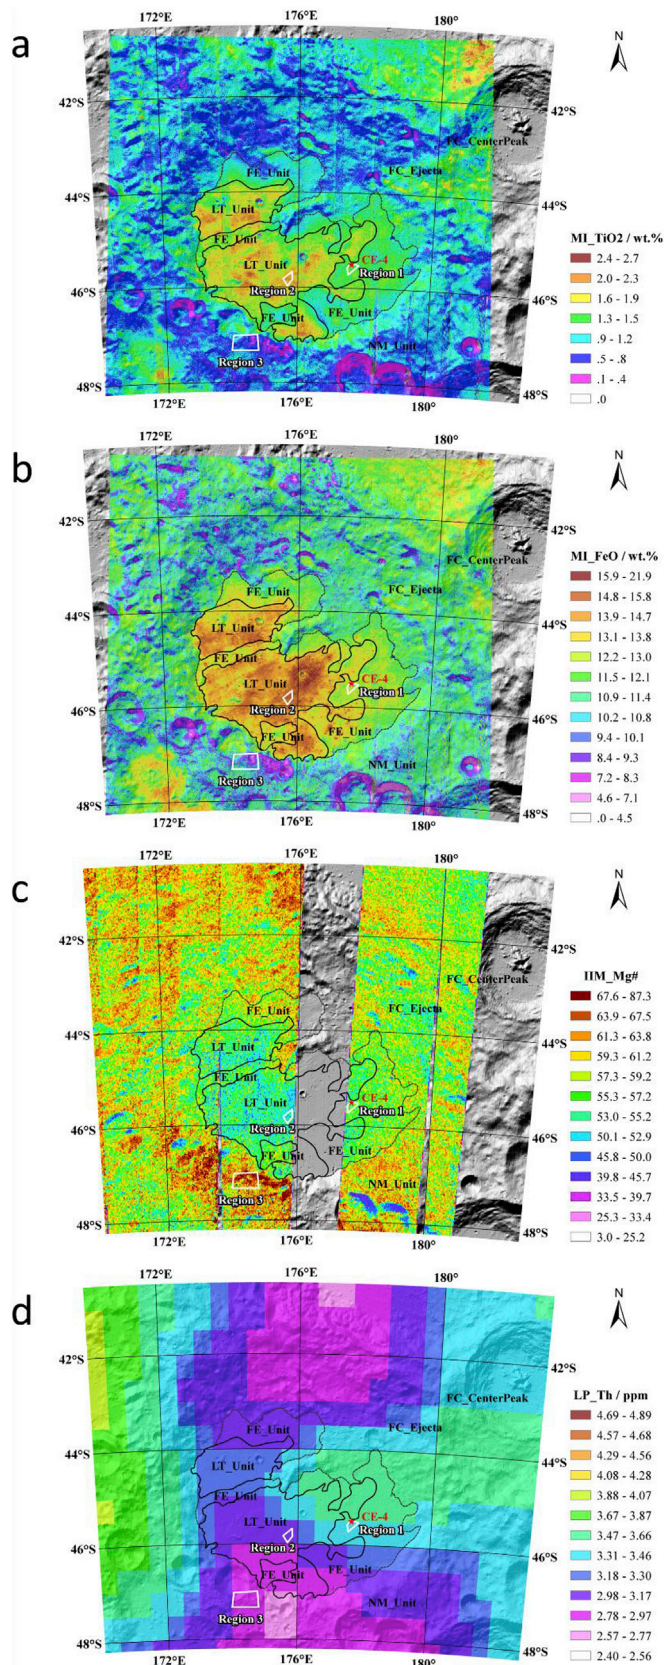 a
172°E
176°E
180°
N
42°S
42°S
FC_CenterPeak
FE_Unit
FC_Ejecta
44°S
44°S
LT_Unit
FE_Unit
LT_Unit
CE-4
Region 1
46°S
Region 2
46°S
FE_Unit
FE_Unit
NM_Unit
Region 3
48°S
48°S
172°E
176°E
180°
MI_TiO2 / wt.%
2.4 - 2.7
2.0 - 2.3
1.6 - 1.9
1.3 - 1.5
.9 - 1.2
.5 - .8
.1 - .4
.0
b
172°E
176°E
180°
N
42°S
42°S
FC_CenterPeak
FE_Unit
FC_Ejecta
44°S
44°S
LT_Unit
FE_Unit
LT_Unit
CE-4
Region 1
46°S
Region 2
46°S
FE_Unit
FE_Unit
NM_Unit
Region 3
48°S
48°S
172°E
176°E
180°
MI_FeO / wt.%
15.9 - 21.9
14.8 - 15.8
13.9 - 14.7
13.1 - 13.8
12.2 - 13.0
11.5 - 12.1
10.9 - 11.4
10.2 - 10.8
9.4 - 10.1
8.4 - 9.3
7.2 - 8.3
4.6 - 7.1
.0 - 4.5
c
172°E
176°E
180°
N
42°S
42°S
FC_CenterPeak
FE_Unit
FC_Ejecta
44°S
44°S
LT_Unit
FE_Unit
LT_Unit
CE-4
Region 1
46°S
Region 2
46°S
FE_Unit
FE_Unit
NM_Unit
Region 3
48°S
48°S
172°E
176°E
180°
IIM_Mg#
67.6 - 87.3
63.9 - 67.5
61.3 - 63.8
59.3 - 61.2
57.3 - 59.2
55.3 - 57.2
53.0 - 55.2
50.1 - 52.9
45.8 - 50.0
39.8 - 45.7
33.5 - 39.7
25.3 - 33.4
3.0 - 25.2
d
172°E
176°E
180°
N
42°S
42°S
FC_CenterPeak
FE_Unit
FC_Ejecta
44°S
44°S
LT_Unit
FE_Unit
LT_Unit
CE-4
Region 1
46°S
Region 2
46°S
FE_Unit
FE_Unit
NM_Unit
Region 3
48°S
48°S
172°E
176°E
180°
LP_Th / ppm
4.69 - 4.89
4.57 - 4.68
4.29 - 4.56
4.08 - 4.28
3.88 - 4.07
3.67 - 3.87
3.47 - 3.66
3.31 - 3.46
3.18 - 3.30
2.98 - 3.17
2.78 - 2.97
2.57 - 2.77
2.40 - 2.56